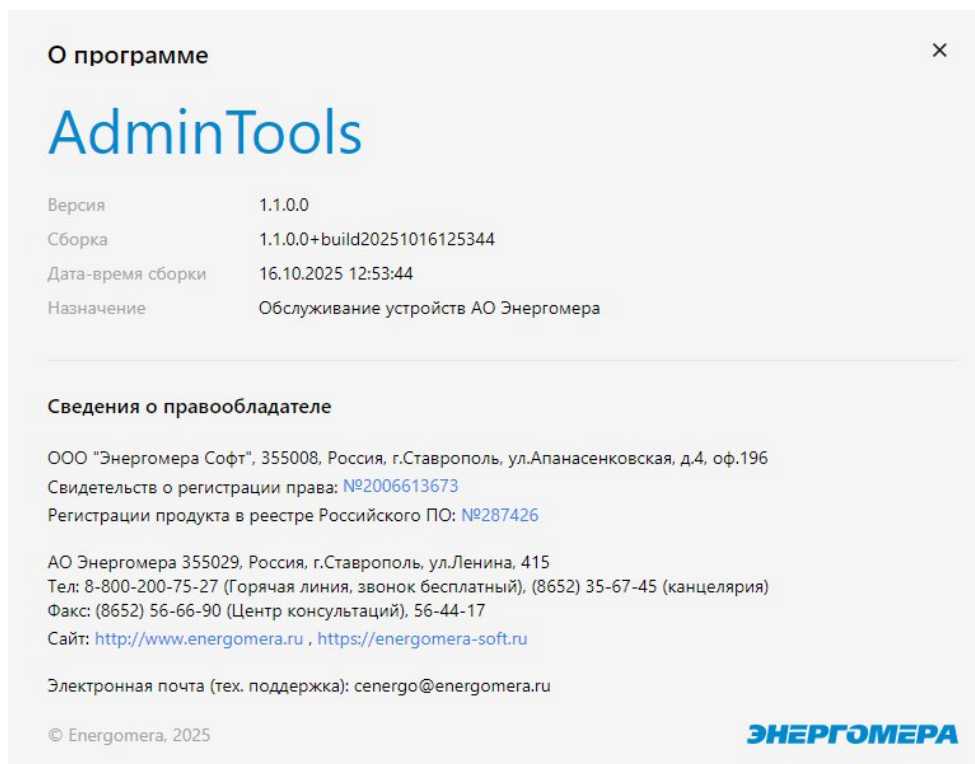 О программе
AdminTools
Версия 1.1.0.0
Сборка 1.1.0.0+build20251016125344
Дата-время сборки 16.10.2025 12:53:44
Назначение Обслуживание устройств АО Энергомера
Сведения о правообладателе
ООО "Энергомера Софт", 355008, Россия, г.Ставрополь, ул.Апанасенковская, д.4, оф.196
Свидетельств о регистрации права: №2006613673
Регистрации продукта в реестре Российского ПО: №287426
АО Энергомера 355029, Россия, г.Ставрополь, ул.Ленина, 415
Тел: 8-800-200-75-27 (Горячая линия, звонок бесплатный), (8652) 35-67-45 (канцелярия)
Факс: (8652) 56-66-90 (Центр консультаций), 56-44-17
Сайт: http://www.energomera.ru , https://energomera-soft.ru
Электронная почта (тех. поддержка): cenergo@energomera.ru
© Energomera, 2025
ЭНЕРГОМЕРА